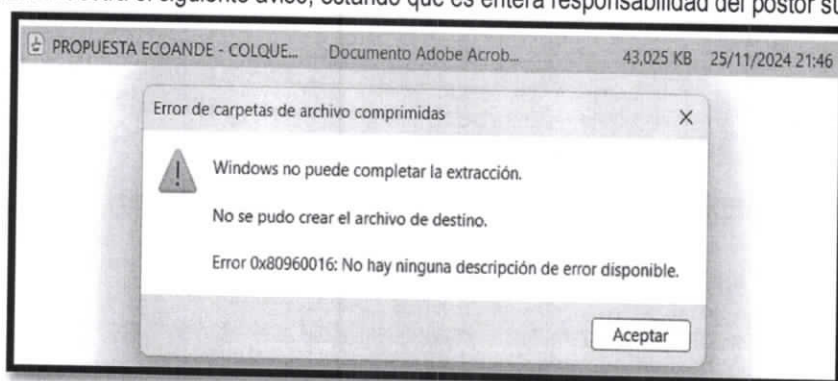 el siguiente aviso, estando que es entera responsabilidad del postor
PROPUESTA ECOANDE - COLQUE... Documento Adobe Acrob... 43,025 KB 25/11/2024 21:46
Error de carpetas de archivo comprimidas
Windows no puede completar la extracción.
No se pudo crear el archivo de destino.
Error 0x80960016: No hay ninguna descripción de error disponible.
Aceptar